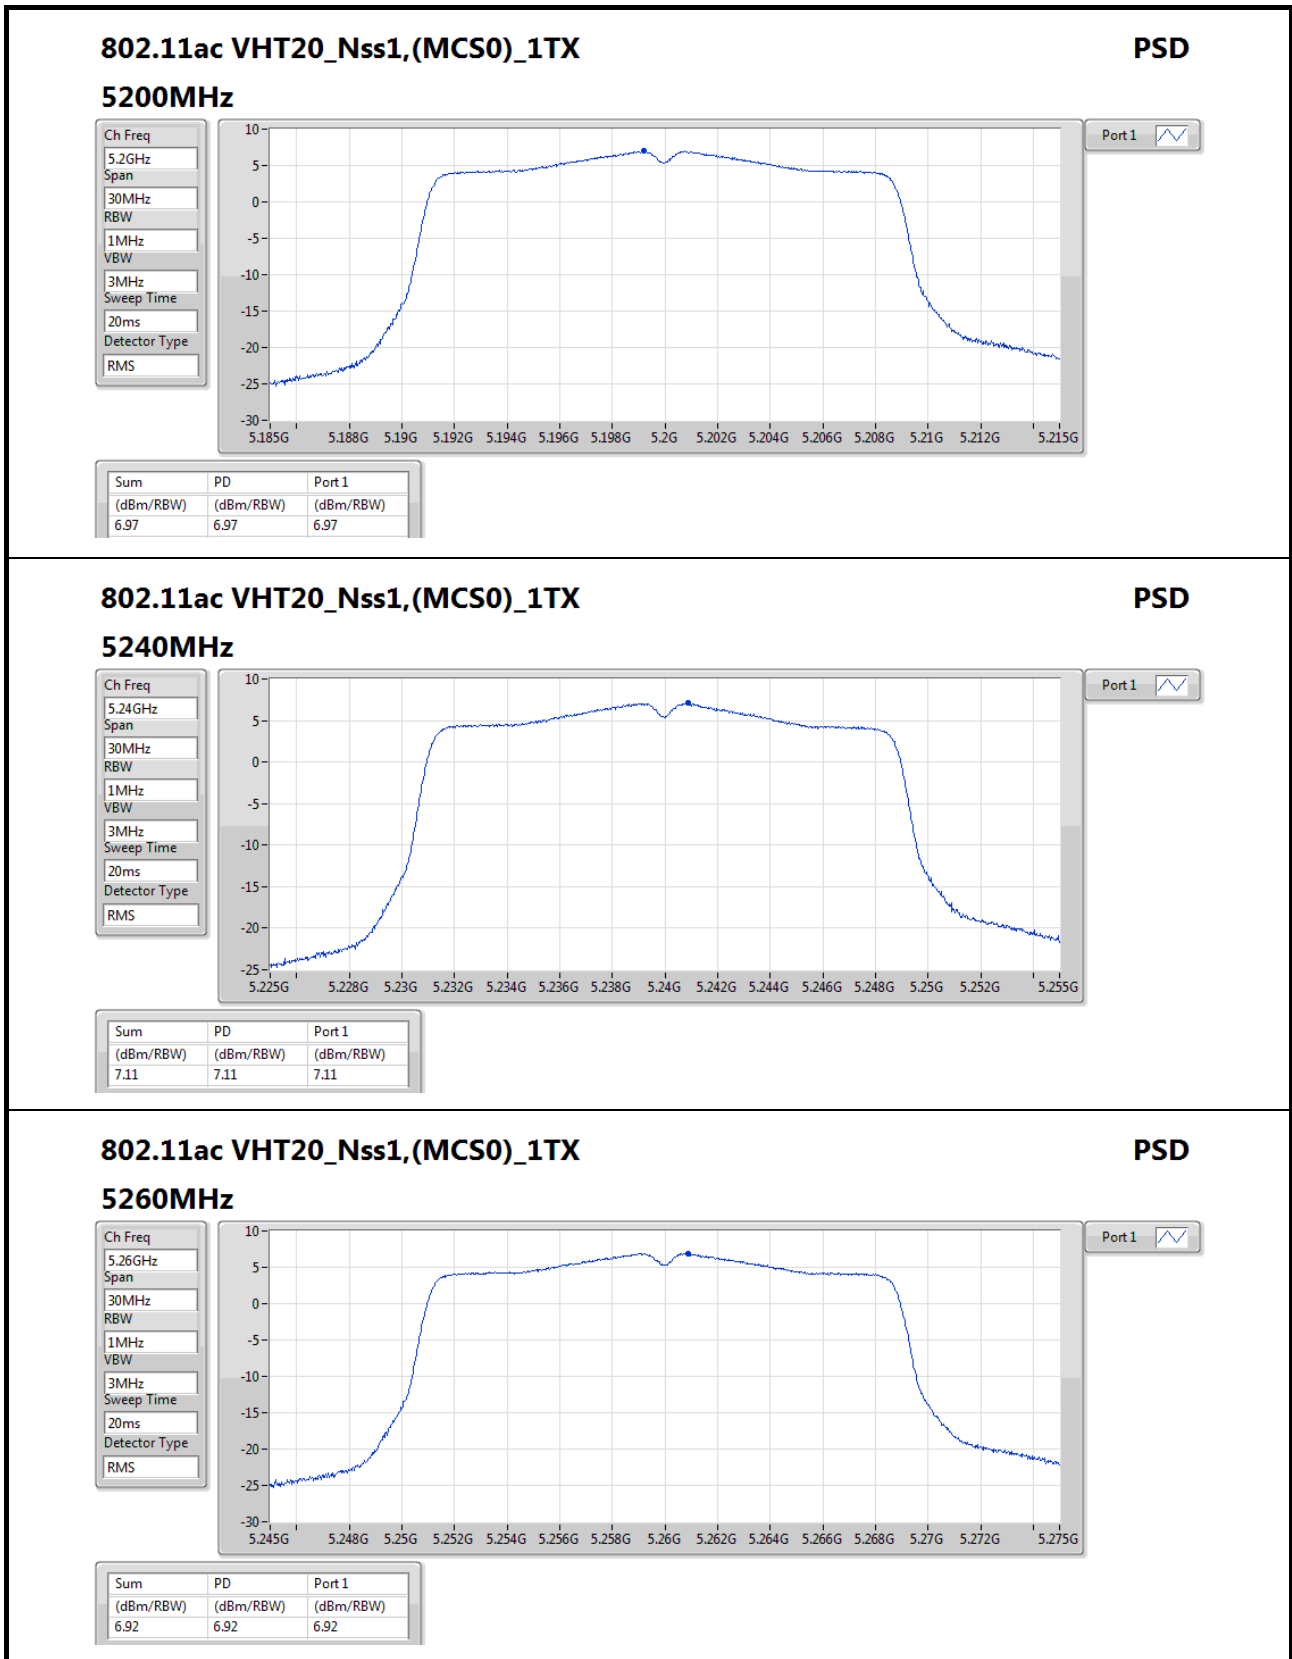 802.11ac VHT20_Nss1,(MCS0)_1TX PSD
5200MHz
Ch Freq
5.2GHz
Span
30MHz
RBW
1MHz
VBW
3MHz
Sweep Time
20ms
Detector Type
RMS
10
5
0
-5
-10
-15
-20
-25
-30
5.185G 5.188G 5.19G 5.192G 5.194G 5.196G 5.198G 5.2G 5.202G 5.204G 5.206G 5.208G 5.21G 5.212G 5.215G
Port 1
Sum PD Port 1
(dBm/RBW) (dBm/RBW) (dBm/RBW)
6.97 6.97 6.97
802.11ac VHT20_Nss1,(MCS0)_1TX PSD
5240MHz
Ch Freq
5.24GHz
Span
30MHz
RBW
1MHz
VBW
3MHz
Sweep Time
20ms
Detector Type
RMS
10
5
0
-5
-10
-15
-20
-25
5.225G 5.228G 5.23G 5.232G 5.234G 5.236G 5.238G 5.24G 5.242G 5.244G 5.246G 5.248G 5.25G 5.252G 5.255G
Port 1
Sum PD Port 1
(dBm/RBW) (dBm/RBW) (dBm/RBW)
7.11 7.11 7.11
802.11ac VHT20_Nss1,(MCS0)_1TX PSD
5260MHz
Ch Freq
5.26GHz
Span
30MHz
RBW
1MHz
VBW
3MHz
Sweep Time
20ms
Detector Type
RMS
10
5
0
-5
-10
-15
-20
-25
-30
5.245G 5.248G 5.25G 5.252G 5.254G 5.256G 5.258G 5.26G 5.262G 5.264G 5.266G 5.268G 5.27G 5.272G 5.275G
Port 1
Sum PD Port 1
(dBm/RBW) (dBm/RBW) (dBm/RBW)
6.92 6.92 6.92